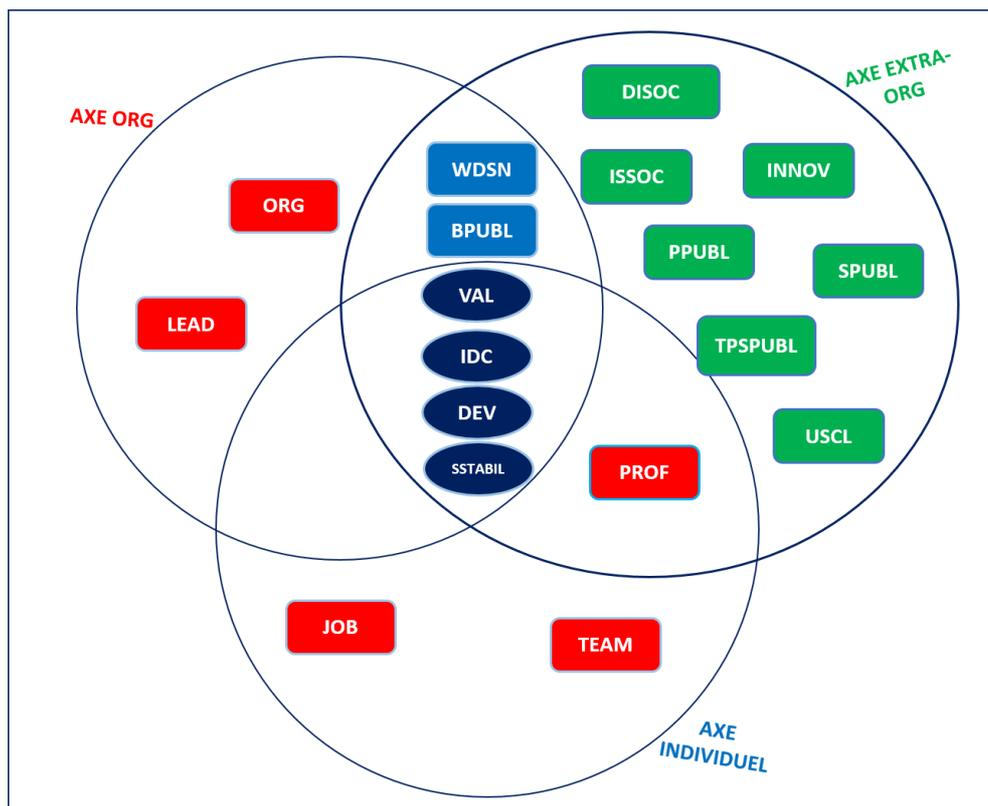 AXE ORG
AXE EXTRA-
ORG
DISOC
WDSN
ISSOC
INNOV
ORG
BPUBL
PPUBL
SPUBL
VAL
LEAD
TPSPUBL
IDC
DEV
USCL
SSTABIL
PROF
JOB
TEAM
AXE
INDIVIDUEL